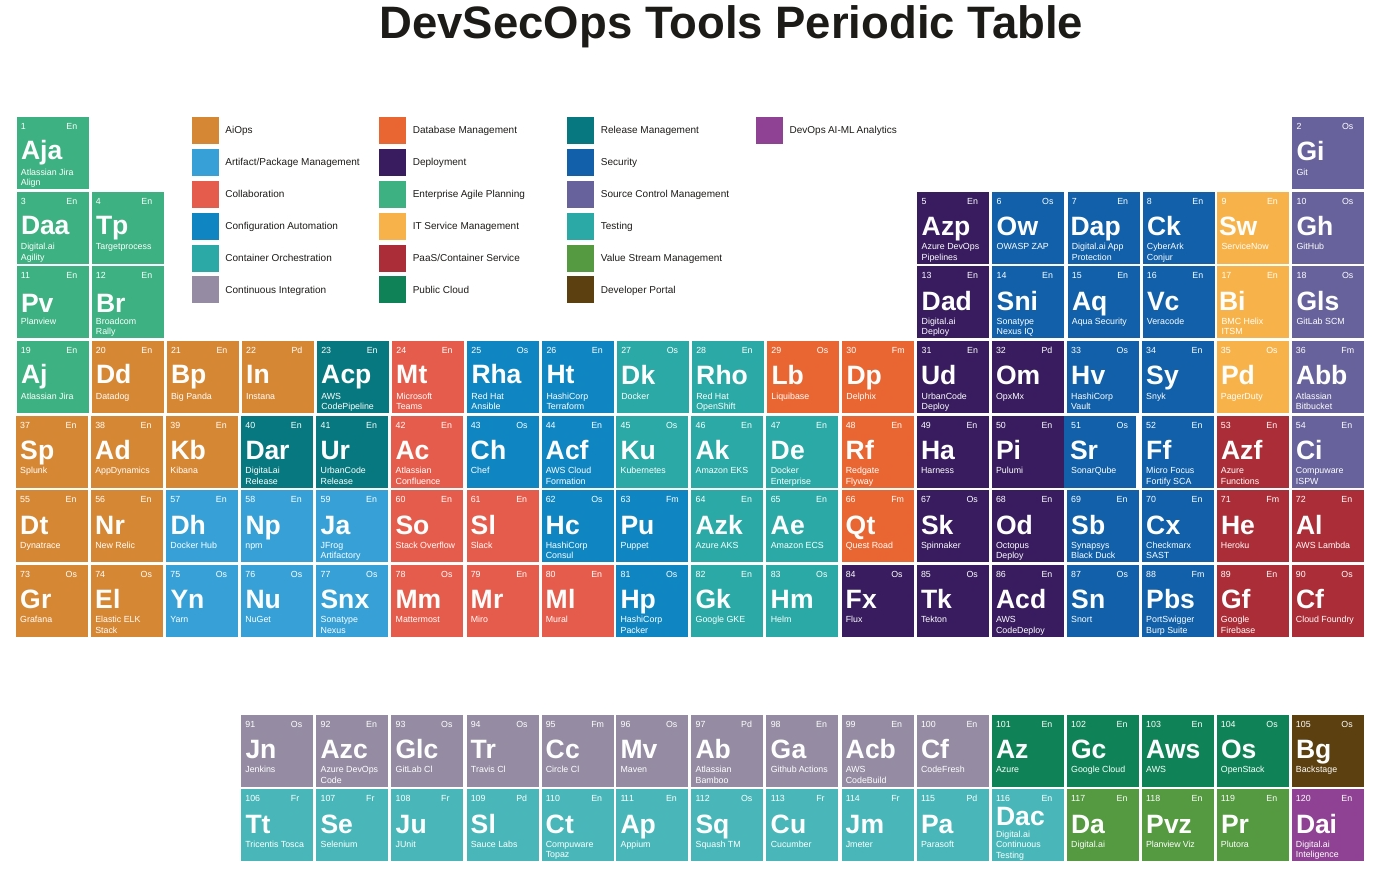 DevSecOps Tools Periodic Table
AiOps
Artifact/Package Management
Collaboration
Configuration Automation
Container Orchestration
Continuous Integration
Database Management
Deployment
Enterprise Agile Planning
IT Service Management
PaaS/Container Service
Public Cloud
Release Management
Security
Source Control Management
Testing
Value Stream Management
Developer Portal
DevOps AI-ML Analytics
1 En
Aja
Atlassian Jira
Align
2 Os
Gi
Git
3 En
Daa
Digital.ai
Agility
4 En
Tp
Targetprocess
5 En
Azp
Azure DevOps
Pipelines
6 Os
Ow
OWASP ZAP
7 En
Dap
Digital.ai App
Protection
8 En
Ck
CyberArk
Conjur
9 En
Sw
ServiceNow
10 Os
Gh
GitHub
11 En
Pv
Planview
12 En
Br
Broadcom
Rally
13 En
Dad
Digital.ai
Deploy
14 En
Sni
Sonatype
Nexus IQ
15 En
Aq
Aqua Security
16 En
Vc
Veracode
17 En
Bi
BMC Helix
ITSM
18 Os
Gls
GitLab SCM
19 En
Aj
Atlassian Jira
20 En
Dd
Datadog
21 En
Bp
Big Panda
22 Pd
In
Instana
23 En
Acp
AWS
CodePipeline
24 En
Mt
Microsoft
Teams
25 Os
Rha
Red Hat
Ansible
26 En
Ht
HashiCorp
Terraform
27 Os
Dk
Docker
28 En
Rho
Red Hat
OpenShift
29 Os
Lb
Liquibase
30 Fm
Dp
Delphix
31 En
Ud
UrbanCode
Deploy
32 Pd
Om
OpxMx
33 Os
Hv
HashiCorp
Vault
34 En
Sy
Snyk
35 Os
Pd
PagerDuty
36 Fm
Abb
Atlassian
Bitbucket
37 En
Sp
Splunk
38 En
Ad
AppDynamics
39 En
Kb
Kibana
40 En
Dar
DigitaLai
Release
41 En
Ur
UrbanCode
Release
42 En
Ac
Atlassian
Confluence
43 Os
Ch
Chef
44 En
Acf
AWS Cloud
Formation
45 Os
Ku
Kubernetes
46 En
Ak
Amazon EKS
47 En
De
Docker
Enterprise
48 En
Rf
Redgate
Flyway
49 En
Ha
Harness
50 En
Pi
Pulumi
51 Os
Sr
SonarQube
52 En
Ff
Micro Focus
Fortify SCA
53 En
Azf
Azure
Functions
54 En
Ci
Compuware
ISPW
55 En
Dt
Dynatrace
56 En
Nr
New Relic
57 En
Dh
Docker Hub
58 En
Np
npm
59 En
Ja
JFrog
Artifactory
60 En
So
Stack Overflow
61 En
Sl
Slack
62 Os
Hc
HashiCorp
Consul
63 Fm
Pu
Puppet
64 En
Azk
Azure AKS
65 En
Ae
Amazon ECS
66 Fm
Qt
Quest Road
67 Os
Sk
Spinnaker
68 En
Od
Octopus
Deploy
69 En
Sb
Synapsys
Black Duck
70 En
Cx
Checkmarx
SAST
71 Fm
He
Heroku
72 En
Al
AWS Lambda
73 Os
Gr
Grafana
74 Os
El
Elastic ELK
Stack
75 Os
Yn
Yarn
76 Os
Nu
NuGet
77 Os
Snx
Sonatype
Nexus
78 Os
Mm
Mattermost
79 En
Mr
Miro
80 En
Ml
Mural
81 Os
Hp
HashiCorp
Packer
82 En
Gk
Google GKE
83 Os
Hm
Helm
84 Os
Fx
Flux
85 Os
Tk
Tekton
86 En
Acd
AWS
CodeDeploy
87 Os
Sn
Snort
88 Fm
Pbs
PortSwigger
Burp Suite
89 En
Gf
Google
Firebase
90 Os
Cf
Cloud Foundry
91 Os
Jn
Jenkins
92 En
Azc
Azure DevOps
Code
93 Os
Glc
GitLab CI
94 Os
Tr
Travis CI
95 Fm
Cc
Circle CI
96 Os
Mv
Maven
97 Pd
Ab
Atlassian
Bamboo
98 En
Ga
Github Actions
99 En
Acb
AWS
CodeBuild
100 En
Cf
CodeFresh
101 En
Az
Azure
102 En
Gc
Google Cloud
103 En
Aws
AWS
104 Os
Os
OpenStack
105 Os
Bg
Backstage
106 Fr
Tt
Tricentis Tosca
107 Fr
Se
Selenium
108 Fr
Ju
JUnit
109 Pd
Sl
Sauce Labs
110 En
Ct
Compuware
Topaz
111 En
Ap
Appium
112 Os
Sq
Squash TM
113 Fr
Cu
Cucumber
114 Fr
Jm
Jmeter
115 Pd
Pa
Parasoft
116 En
Dac
Digital.ai
Continuous
Testing
117 En
Da
Digital.ai
118 En
Pvz
Planview Viz
119 En
Pr
Plutora
120 En
Dai
Digital.ai
Inteligence